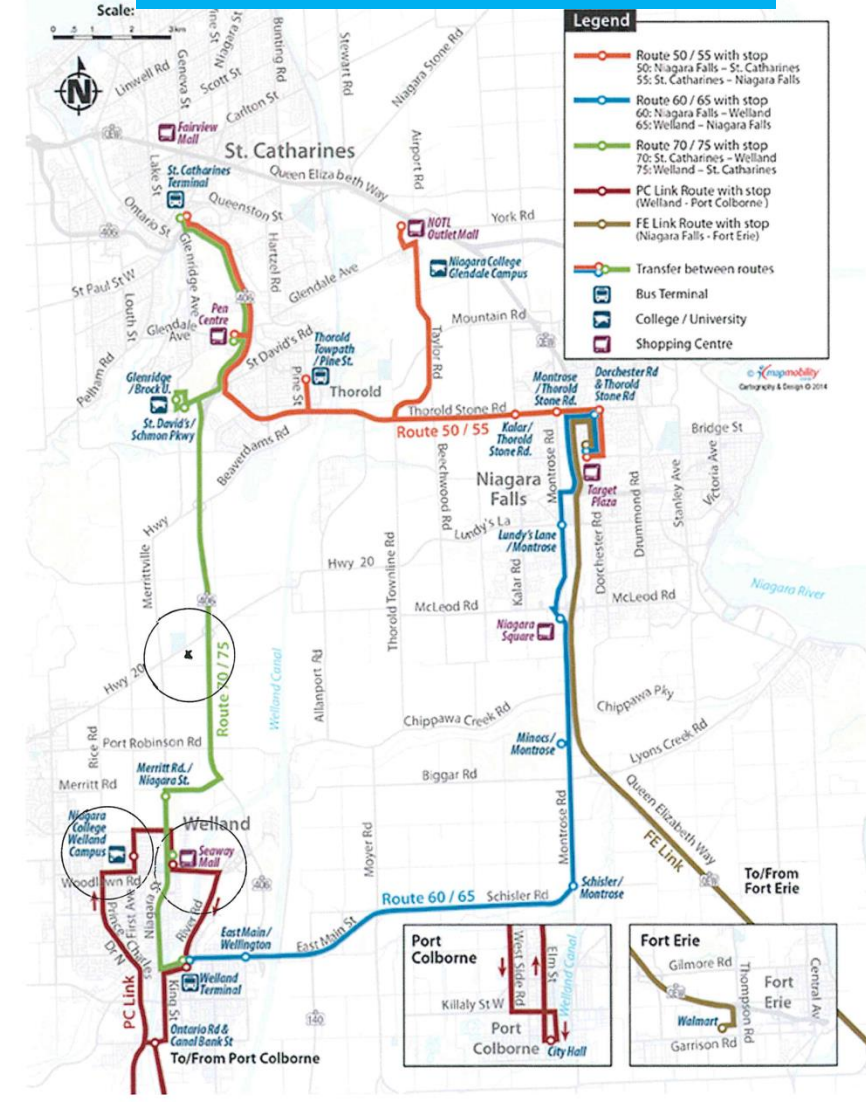 Scale:
0 .5 1 2 3 km
N
Linwell Rd
Geneva St
Pine St
Niagara St
Scott St
Carlton St
Bunting Rd
Stewart Rd
Niagara Stone Rd
Airport Rd
QEW
Fairview
Mall
St. Catharines
Queen Elizabeth Way
Lake St
St. Catharines
Terminal
Ontario St
406
Queenston St
Glenridge Ave
Hartzel Rd
Glendale Ave
NOTL
Outlet Mall
York Rd
Niagara College
Glendale Campus
St Paul St W
Louth St
Pen
Centre
406
Glendale
Ave
Pelham Rd
St David's Rd
Thorold
Towpath
/ Pine St.
Pine St
Thorold
Mountain Rd
Taylor Rd
Glenridge
/ Brock U.
St. David's /
Schmon Pkwy
Montrose
/ Thorold
Stone Rd.
Dorchester Rd
& Thorold
Stone Rd
Thorold Stone Rd
Route 50 / 55
Kalar/
Thorold
Stone Rd.
Bridge St
Beaverdams Rd
Beechwood Rd
Niagara
Falls
Montrose Rd
Target
Plaza
Drummond Rd
Stanley Ave
Victoria Ave
Merrittville
Hwy
Lundy's La
Lundy's Lane
/Montrose
Dorchester Rd
Hwy 20
Thorold Townline Rd
Kalar Rd
McLeod Rd
McLeod Rd
Niagara River
406
Niagara
Square
Hwy 20
Route 70 / 75
Welland Canal
Allanport Rd
Chippawa Creek Rd
Chippawa Pky
Rice Rd
Port Robinson Rd
Minacs /
Montrose
Lyons Creek Rd
Merritt Rd
Merritt Rd. /
Niagara St.
Biggar Rd
Queen Elizabeth Way
FE Link
Niagara
College
Welland
Campus
Welland
Seaway
Mall
Moyer Rd
Montrose Rd
Woodlawn Rd
406
First Ave
Prince Charles
Dr N
Niagara St
River Rd
Route 60 / 65
Schisler Rd
Schisler /
Montrose
QEW
To/From
Fort Erie
East Main /
Wellington
East Main St
Welland
Terminal
PC Link
King St
Ontario Rd &
Canal Bank St
140
To/From Port Colborne
Legend
Route 50 / 55 with stop
50: Niagara Falls – St. Catharines
55: St. Catharines – Niagara Falls
Route 60 / 65 with stop
60: Niagara Falls – Welland
65: Welland – Niagara Falls
Route 70 / 75 with stop
70: St. Catharines – Welland
75: Welland – St. Catharines
PC Link Route with stop
(Welland - Port Colborne )
FE Link Route with stop
(Niagara Falls - Fort Erie)
Transfer between routes
Bus Terminal
College / University
Shopping Centre
© mapmobility
Cartography & Design © 2014
Port
Colborne
West Side Rd
Elm St
Welland Canal
Killaly St W
Port
Colborne
City Hall
Fort Erie
Gilmore Rd
QEW
Thompson Rd
Fort
Erie
Central Av
Walmart
Garrison Rd